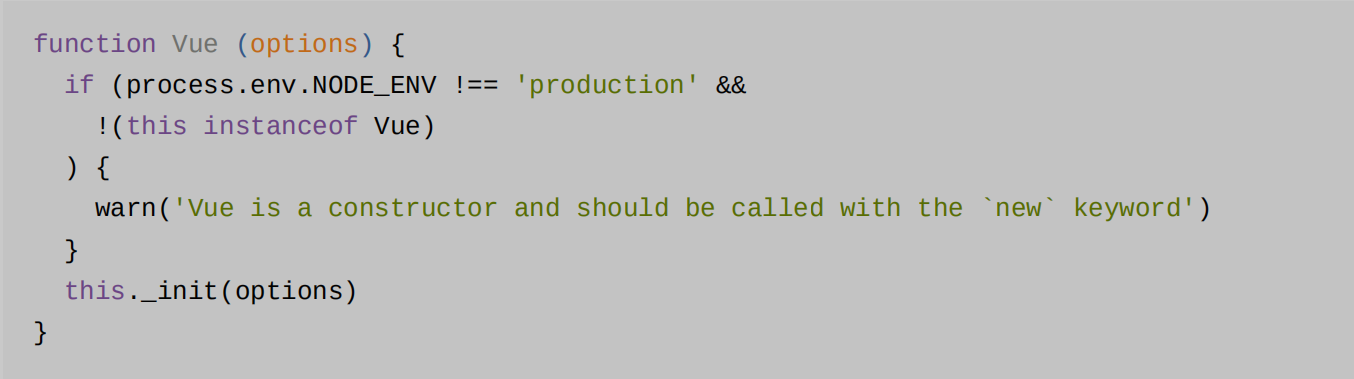 function Vue (options) {
  if (process.env.NODE_ENV !== 'production' &&
    !(this instanceof Vue)
  ) {
    warn('Vue is a constructor and should be called with the `new` keyword')
  }
  this._init(options)
}